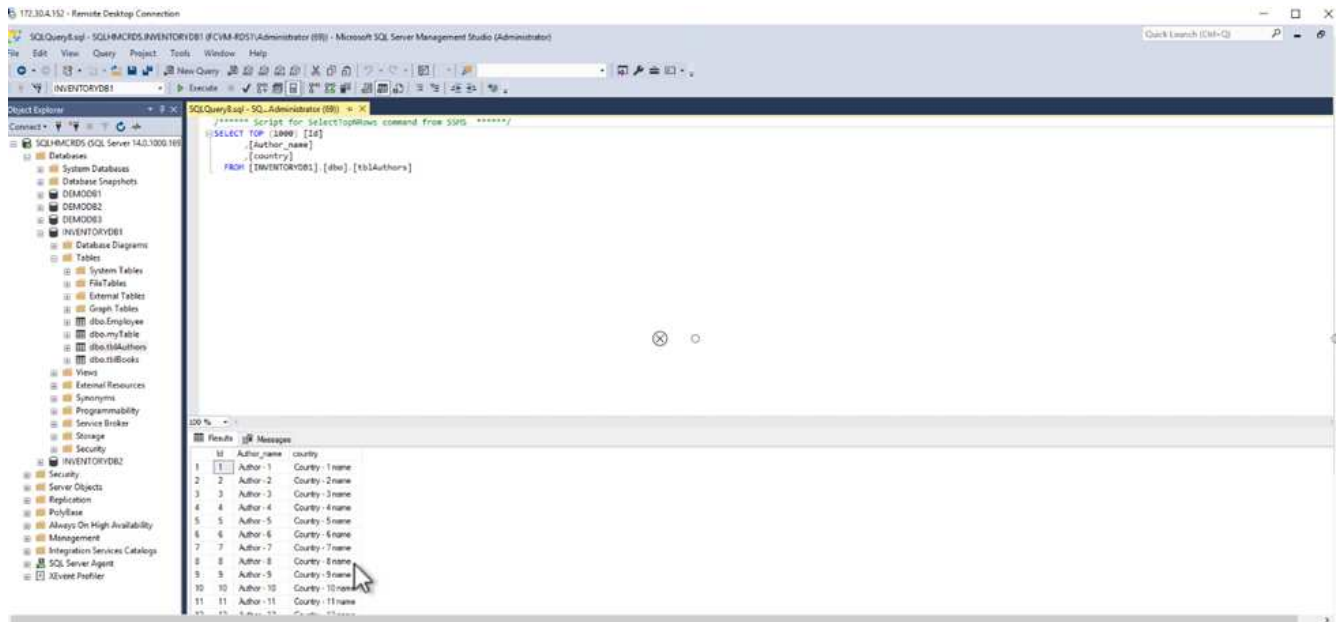 172.30.4.152 - Remote Desktop Connection
SQLQuery8.sql - SQLHMCRDS.INVENTORYDB1 (FCVM-RDS1\Administrator (69)) - Microsoft SQL Server Management Studio (Administrator)
Quick Launch (Ctrl+Q)
File Edit View Query Project Tools Window Help
New Query
INVENTORYDB1
Execute
Object Explorer
SQLQuery8.sql - SQ...Administrator (69))
Connect
/****** Script for SelectTopNRows command from SSMS ******/
SELECT TOP (1000) [Id]
,[Author_name]
,[country]
FROM [INVENTORYDB1].[dbo].[tblAuthors]
SQLHMCRDS (SQL Server 14.0.1000.169
Databases
System Databases
Database Snapshots
DEMODB1
DEMODB2
DEMODB3
INVENTORYDB1
Database Diagrams
Tables
System Tables
FileTables
External Tables
Graph Tables
dbo.Employee
dbo.myTable
dbo.tblAuthors
dbo.tblBooks
Views
External Resources
Synonyms
Programmability
Service Broker
Storage
Security
INVENTORYDB2
Security
Server Objects
Replication
PolyBase
Always On High Availability
Management
Integration Services Catalogs
SQL Server Agent
XEvent Profiler
100 %
Results Messages
Id Author_name country
1 1 Author - 1 Country - 1 name
2 2 Author - 2 Country - 2 name
3 3 Author - 3 Country - 3 name
4 4 Author - 4 Country - 4 name
5 5 Author - 5 Country - 5 name
6 6 Author - 6 Country - 6 name
7 7 Author - 7 Country - 7 name
8 8 Author - 8 Country - 8 name
9 9 Author - 9 Country - 9 name
10 10 Author - 10 Country - 10 name
11 11 Author - 11 Country - 11 name